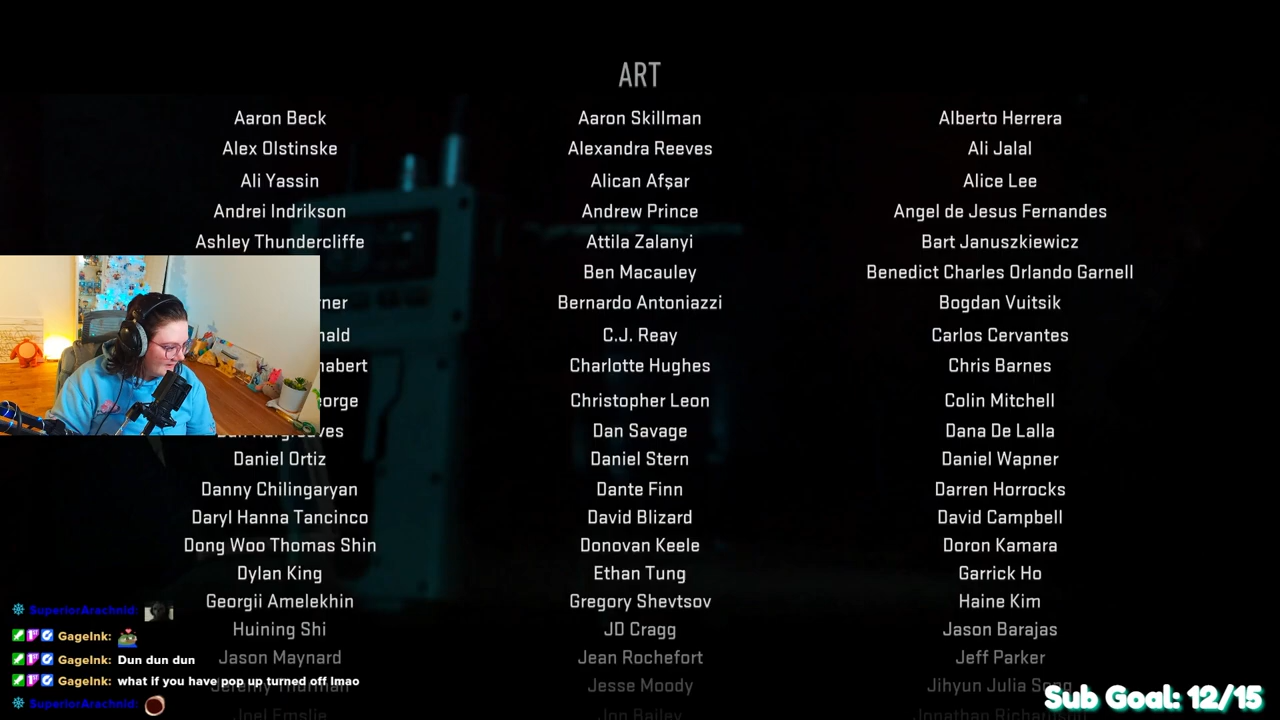 ART
Aaron Beck Aaron Skillman Alberto Herrera
Alex Olstinske Alexandra Reeves Ali Jalal
Ali Yassin Alican Afşar Alice Lee
Andrei Indrikson Andrew Prince Angel de Jesus Fernandes
Ashley Thundercliffe Attila Zalanyi Bart Januszkiewicz
Ben Macauley Benedict Charles Orlando Garnell
Bernardo Antoniazzi Bogdan Vuitsik
C.J. Reay Carlos Cervantes
Charlotte Hughes Chris Barnes
Christopher Leon Colin Mitchell
Dan Savage Dana De Lalla
Daniel Ortiz Daniel Stern Daniel Wapner
Danny Chilingaryan Dante Finn Darren Horrocks
Daryl Hanna Tancinco David Blizard David Campbell
Dong Woo Thomas Shin Donovan Keele Doron Kamara
Dylan King Ethan Tung Garrick Ho
Georgii Amelekhin Gregory Shevtsov Haine Kim
Huining Shi JD Cragg Jason Barajas
Jason Maynard Jean Rochefort Jeff Parker
Jesse Moody Jihyun Julia
Joel Emslie Jon Bailey Jonathan
SuperiorArachnid:
GageInk:
GageInk: Dun dun dun
GageInk: what if you have pop up turned off lmao
SuperiorArachnid:
Sub Goal: 12/15